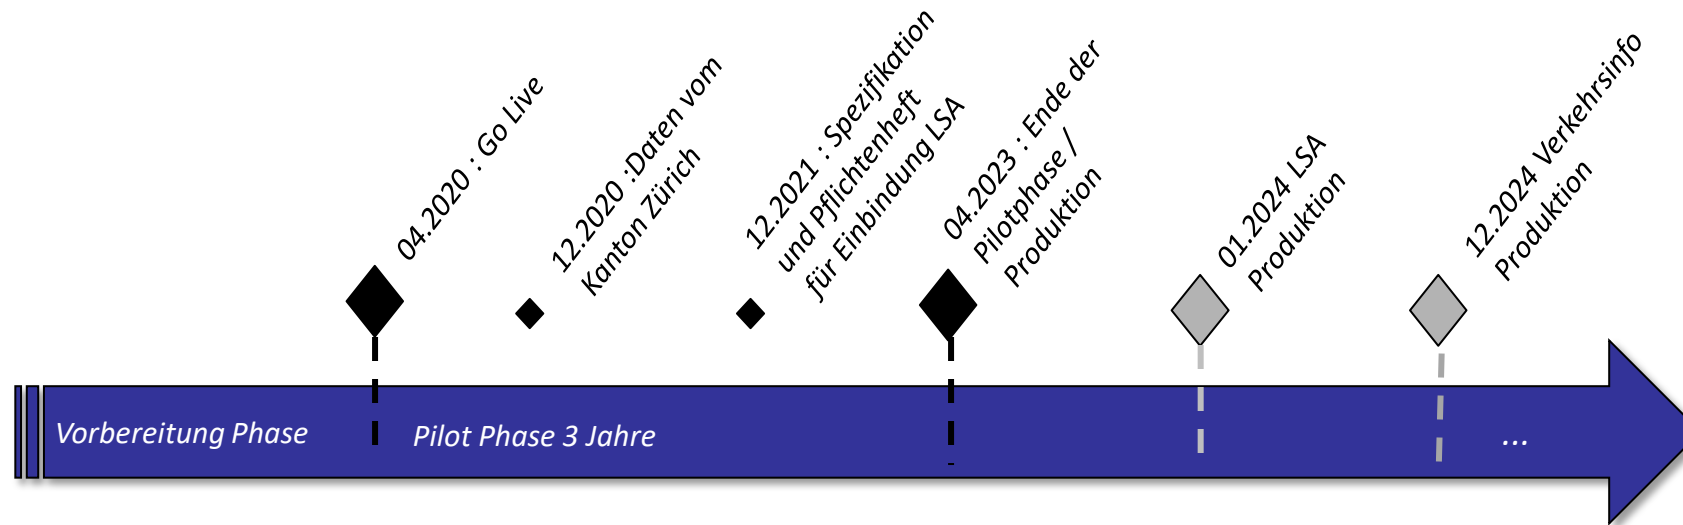 04.2020 : Go Live
12.2020 :Daten vom
Kanton Zürich
12.2021 : Spezifikation
und Pflichtenheft
für Einbindung LSA
04.2023 : Ende der
Pilotphase /
Produktion
01.2024 LSA
Produktion
12.2024 Verkehrsinfo
Produktion
Vorbereitung Phase
Pilot Phase 3 Jahre
...